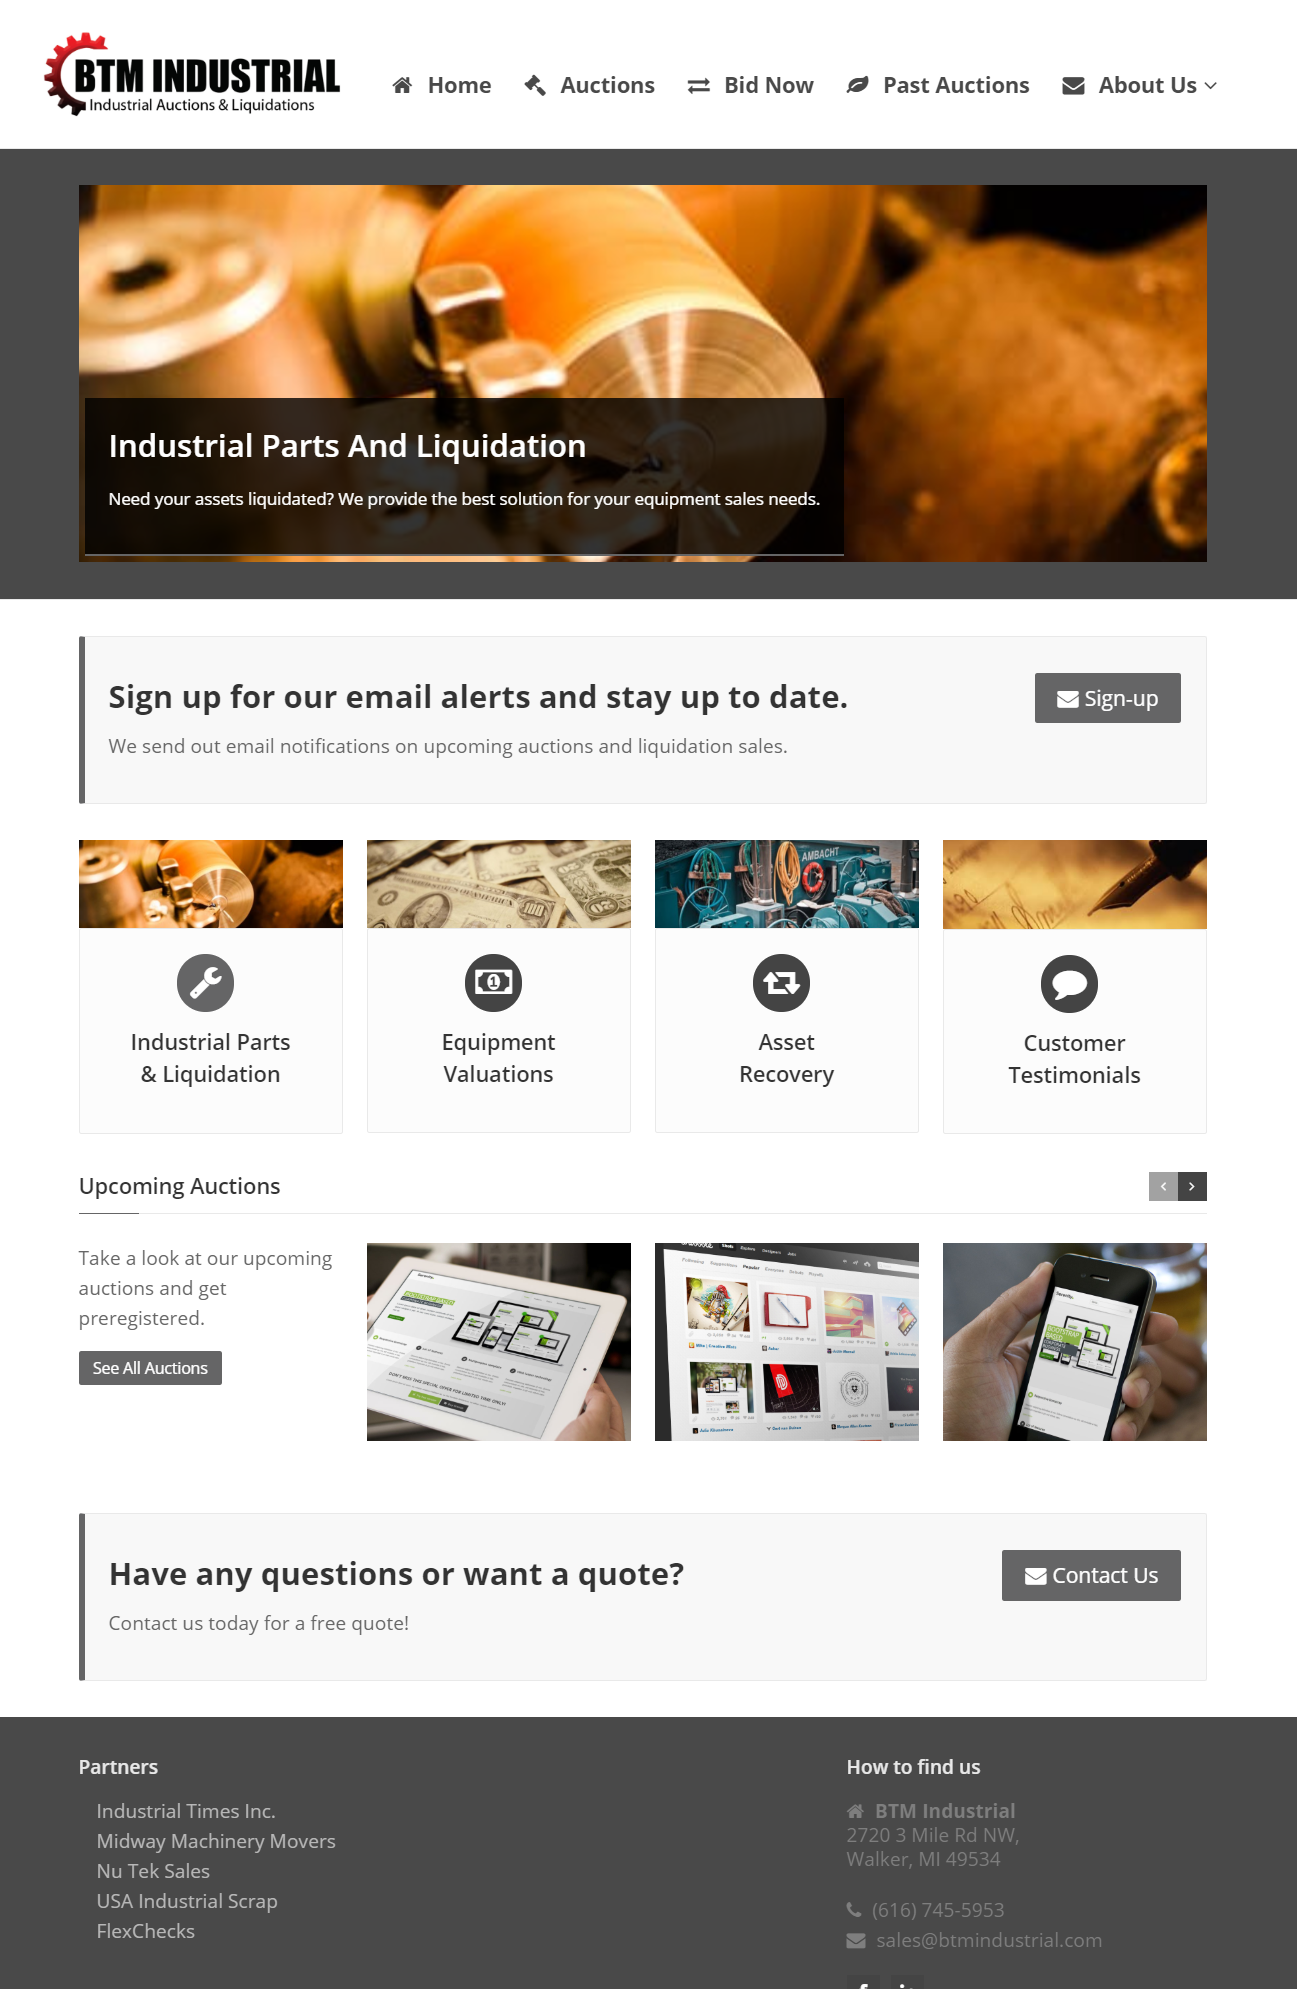 BTM INDUSTRIAL
Industrial Auctions & Liquidations
Home
Auctions
Bid Now
Past Auctions
About Us
Industrial Parts And Liquidation
Need your assets liquidated? We provide the best solution for your equipment sales needs.
Sign up for our email alerts and stay up to date.
Sign-up
We send out email notifications on upcoming auctions and liquidation sales.
AMBACHT
Industrial Parts
& Liquidation
Equipment
Valuations
Asset
Recovery
Customer
Testimonials
Upcoming Auctions
Take a look at our upcoming
auctions and get
preregistered.
See All Auctions
Have any questions or want a quote?
Contact Us
Contact us today for a free quote!
Partners
Industrial Times Inc.
Midway Machinery Movers
Nu Tek Sales
USA Industrial Scrap
FlexChecks
How to find us
BTM Industrial
2720 3 Mile Rd NW,
Walker, MI 49534
(616) 745-5953
sales@btmindustrial.com